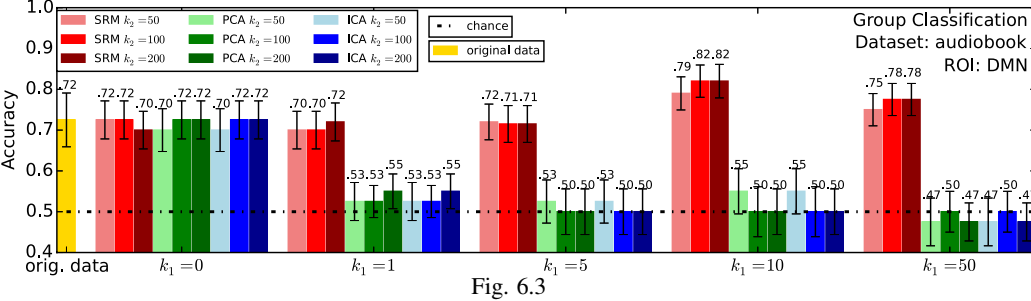 1.0
0.9
0.8
0.7
0.6
0.5
0.4
Accuracy
SRM k₂ =50
SRM k₂ =100
SRM k₂ =200
PCA k₂ =50
PCA k₂ =100
PCA k₂ =200
ICA k₂ =50
ICA k₂ =100
ICA k₂ =200
chance
original data
Group Classification
Dataset: audiobook
ROI: DMN
.72
.72 .72 .70 .70 .72 .72 .70 .72 .72
.70 .70 .72 .53 .53 .55 .53 .53 .55
.72 .71 .71 .53 .50 .50 .53 .50 .50
.79 .82 .82 .55 .50 .50 .55 .50 .50
.75 .78 .78 .47 .50 .47 .47 .50 .47
orig. data k₁ =0 k₁ =1 k₁ =5 k₁ =10 k₁ =50
Fig. 6.3